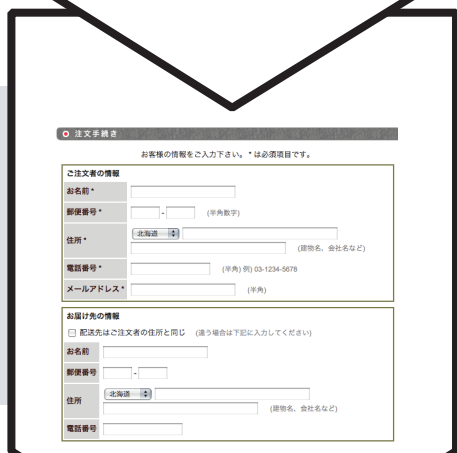 注文手続き
お客様の情報をご入力下さい。* は必須項目です。
ご注文者の情報
お名前 *
郵便番号 * - (半角数字)
住所 * 北海道
(建物名、会社名など)
電話番号 * (半角) 例) 03-1234-5678
メールアドレス * (半角)
お届け先の情報
配送先はご注文者の住所と同じ (違う場合は下記に入力してください)
お名前
郵便番号 -
住所 北海道
(建物名、会社名など)
電話番号